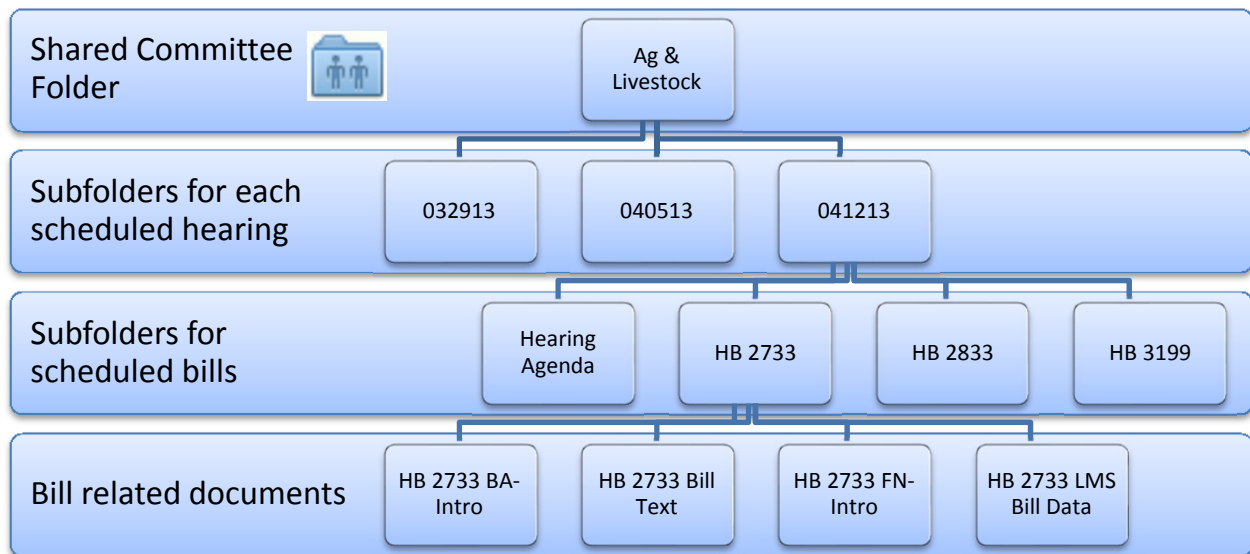 Shared Committee
Folder
Ag &
Livestock
Subfolders for each
scheduled hearing
032913
040513
041213
Subfolders for
scheduled bills
Hearing
Agenda
HB 2733
HB 2833
HB 3199
Bill related documents
HB 2733 BA-
Intro
HB 2733 Bill
Text
HB 2733 FN-
Intro
HB 2733 LMS
Bill Data